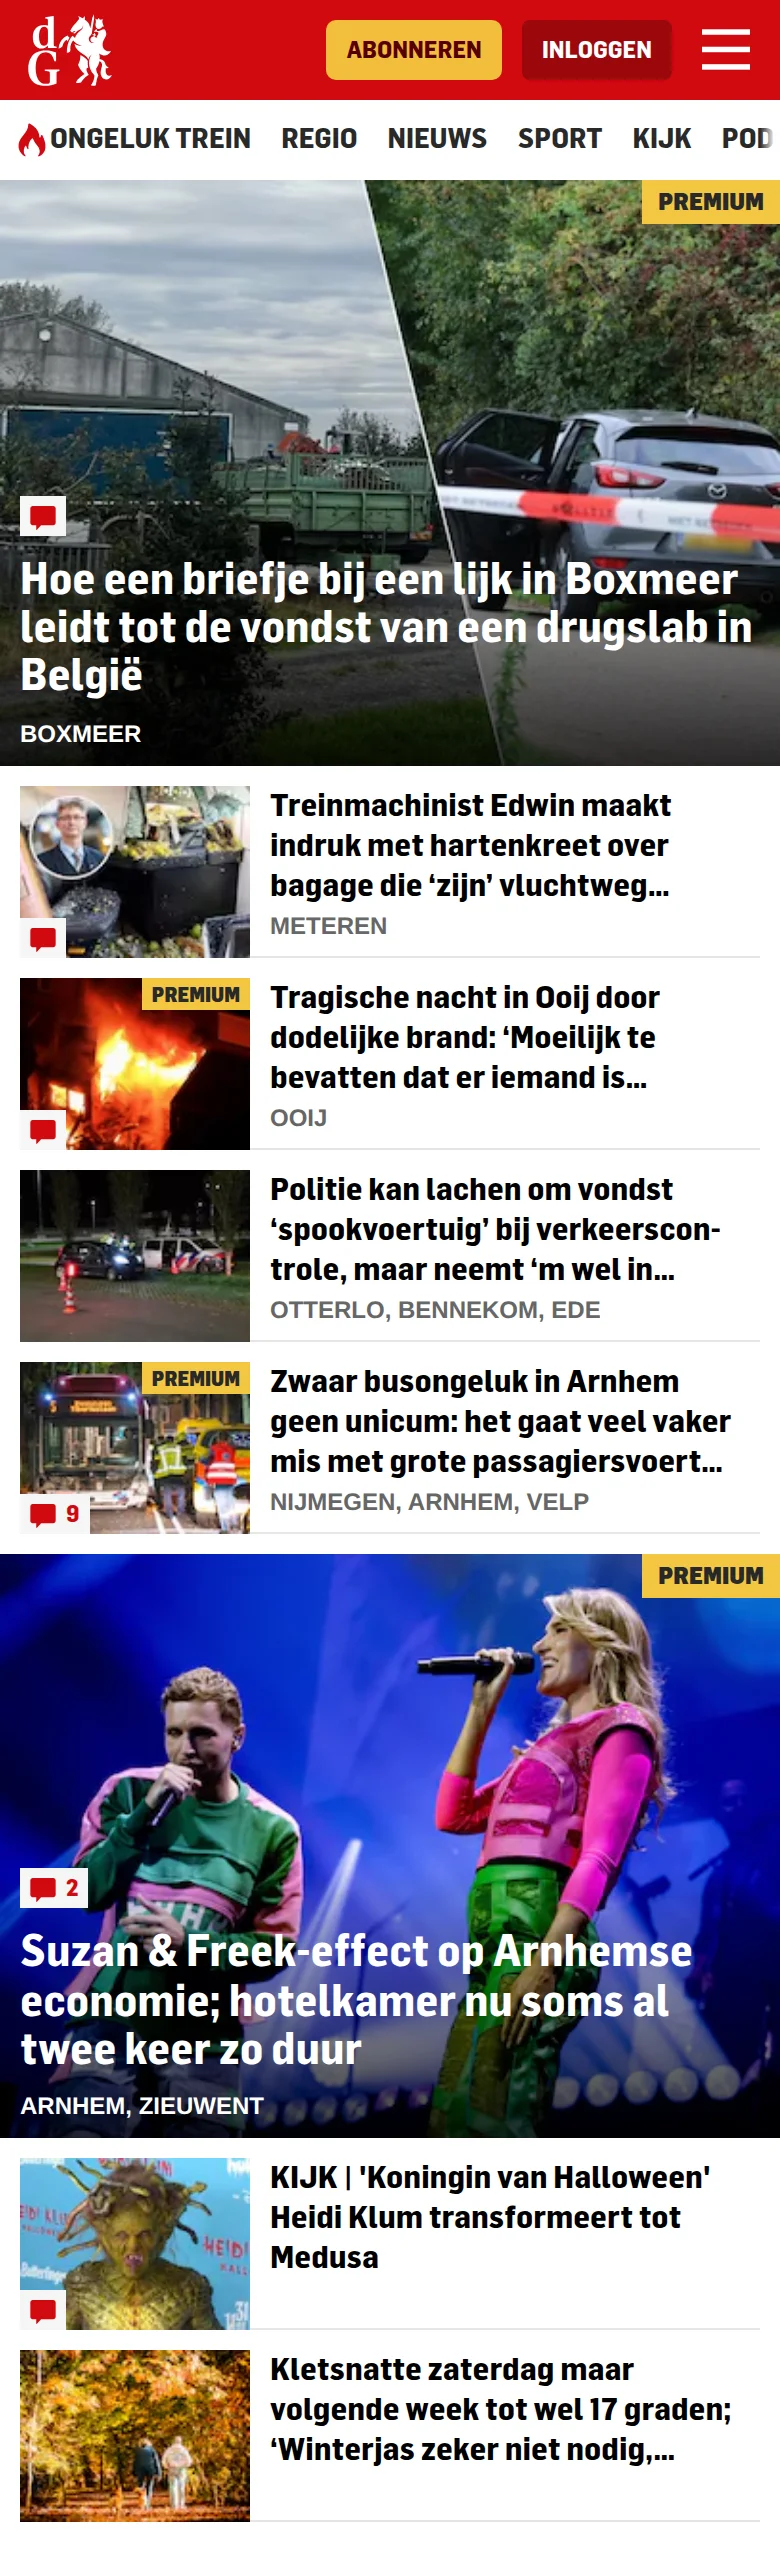 dG
ABONNEREN
INLOGGEN
ONGELUK TREIN REGIO NIEUWS SPORT KIJK POD
PREMIUM
Hoe een briefje bij een lijk in Boxmeer
leidt tot de vondst van een drugslab in
België
BOXMEER
Treinmachinist Edwin maakt
indruk met hartenkreet over
bagage die ‘zijn’ vluchtweg...
METEREN
PREMIUM
Tragische nacht in Ooij door
dodelijke brand: ‘Moeilijk te
bevatten dat er iemand is...
OOIJ
Politie kan lachen om vondst
‘spookvoertuig’ bij verkeerscon-
trole, maar neemt ‘m wel in...
OTTERLO, BENNEKOM, EDE
PREMIUM
9
Zwaar busongeluk in Arnhem
geen unicum: het gaat veel vaker
mis met grote passagiersvoert...
NIJMEGEN, ARNHEM, VELP
PREMIUM
2
Suzan & Freek-effect op Arnhemse
economie; hotelkamer nu soms al
twee keer zo duur
ARNHEM, ZIEUWENT
KIJK | 'Koningin van Halloween'
Heidi Klum transformeert tot
Medusa
Kletsnatte zaterdag maar
volgende week tot wel 17 graden;
‘Winterjas zeker niet nodig,...